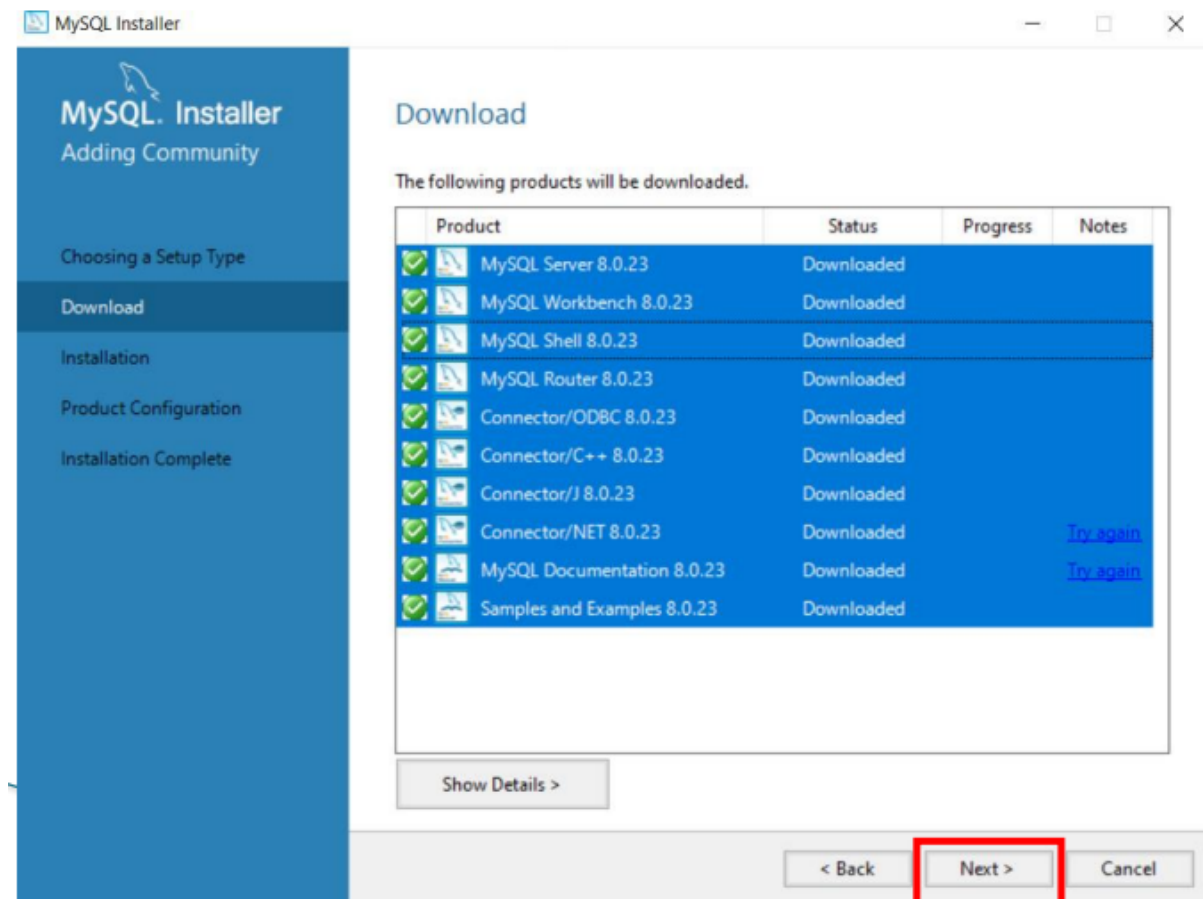 MySQL Installer
MySQL. Installer
Adding Community
Choosing a Setup Type
Download
Installation
Product Configuration
Installation Complete
Download
The following products will be downloaded.
Product Status Progress Notes
MySQL Server 8.0.23 Downloaded
MySQL Workbench 8.0.23 Downloaded
MySQL Shell 8.0.23 Downloaded
MySQL Router 8.0.23 Downloaded
Connector/ODBC 8.0.23 Downloaded
Connector/C++ 8.0.23 Downloaded
Connector/J 8.0.23 Downloaded
Connector/NET 8.0.23 Downloaded Try again
MySQL Documentation 8.0.23 Downloaded Try again
Samples and Examples 8.0.23 Downloaded
Show Details >
< Back Next > Cancel